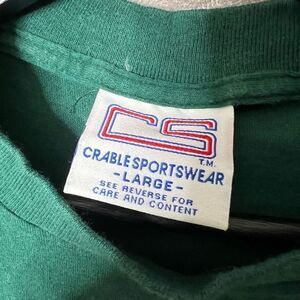 CS
T.M.
CRABLE SPORTSWEAR
-LARGE-
SEE REVERSE FOR
CARE AND CONTENT